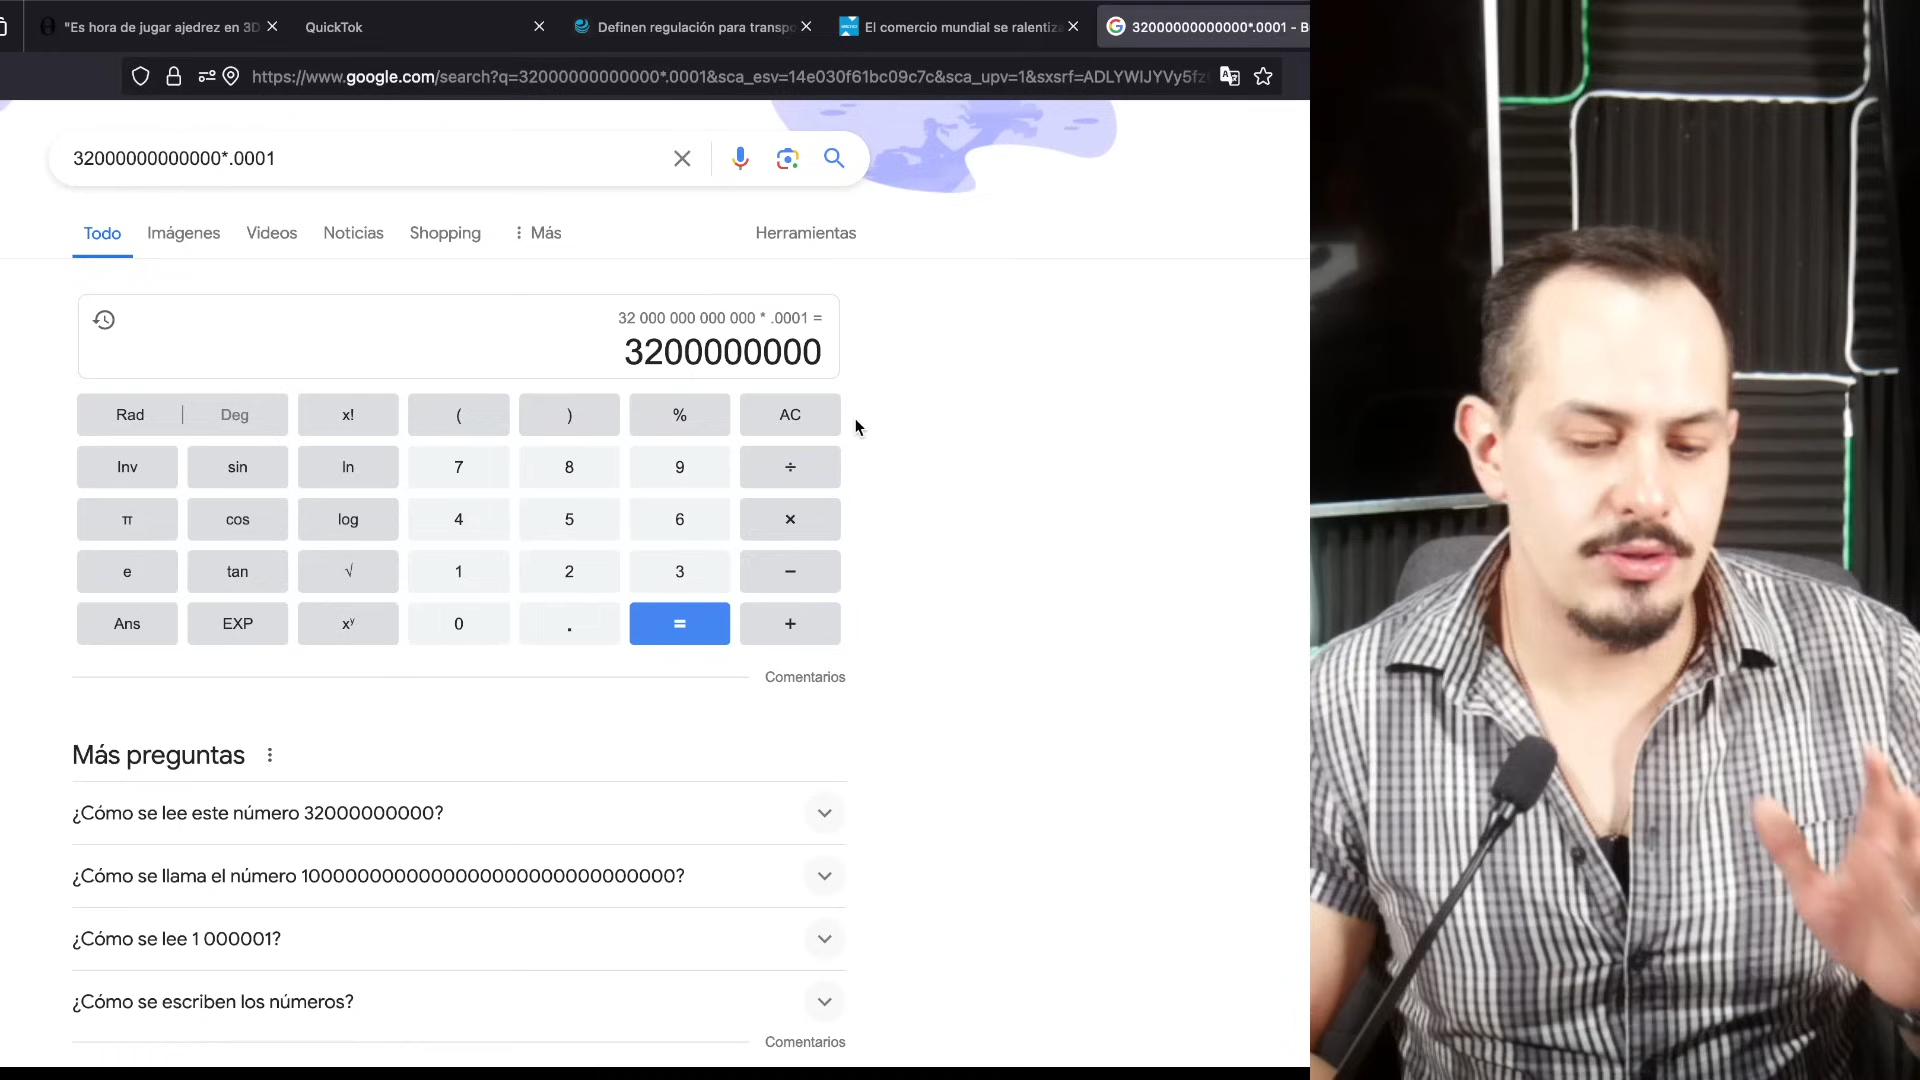 "Es hora de jugar ajedrez en 3D
QuickTok
Definen regulación para transpo
El comercio mundial se ralentiza
32000000000000*.0001 - B
https://www.google.com/search?q=32000000000000*.0001&sca_esv=14e030f61bc09c7c&sca_upv=1&sxsrf=ADLYWIJYVy5fz
32000000000000*.0001
Todo
Imágenes
Videos
Noticias
Shopping
Más
Herramientas
32 000 000 000 000 * .0001 =
3200000000
Rad | Deg x! ( ) % AC
Inv sin ln 7 8 9 ÷
π cos log 4 5 6 ×
e tan √ 1 2 3 −
Ans EXP xʸ 0 . = +
Comentarios
Más preguntas
¿Cómo se lee este número 32000000000?
¿Cómo se llama el número 1000000000000000000000000000000?
¿Cómo se lee 1 000001?
¿Cómo se escriben los números?
Comentarios